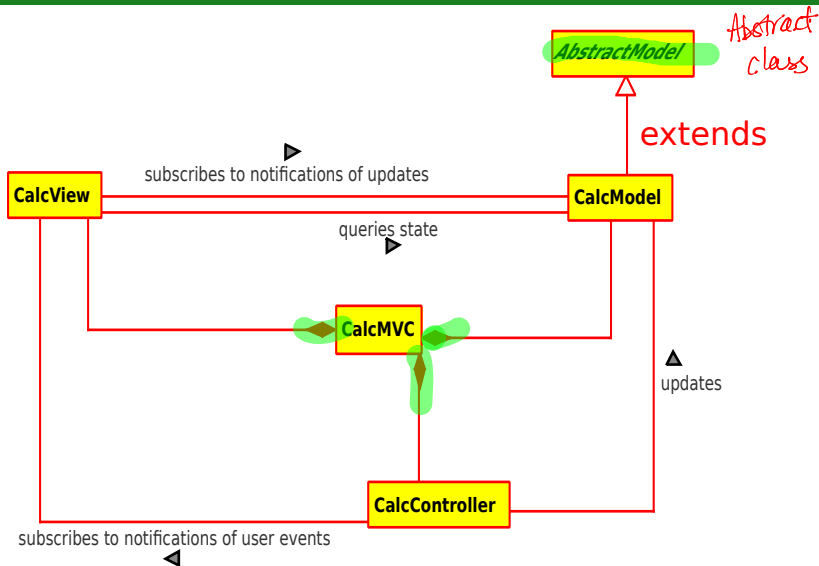 Abstract
class
AbstractModel
extends
subscribes to notifications of updates
CalcView
CalcModel
queries state
CalcMVC
updates
CalcController
subscribes to notifications of user events